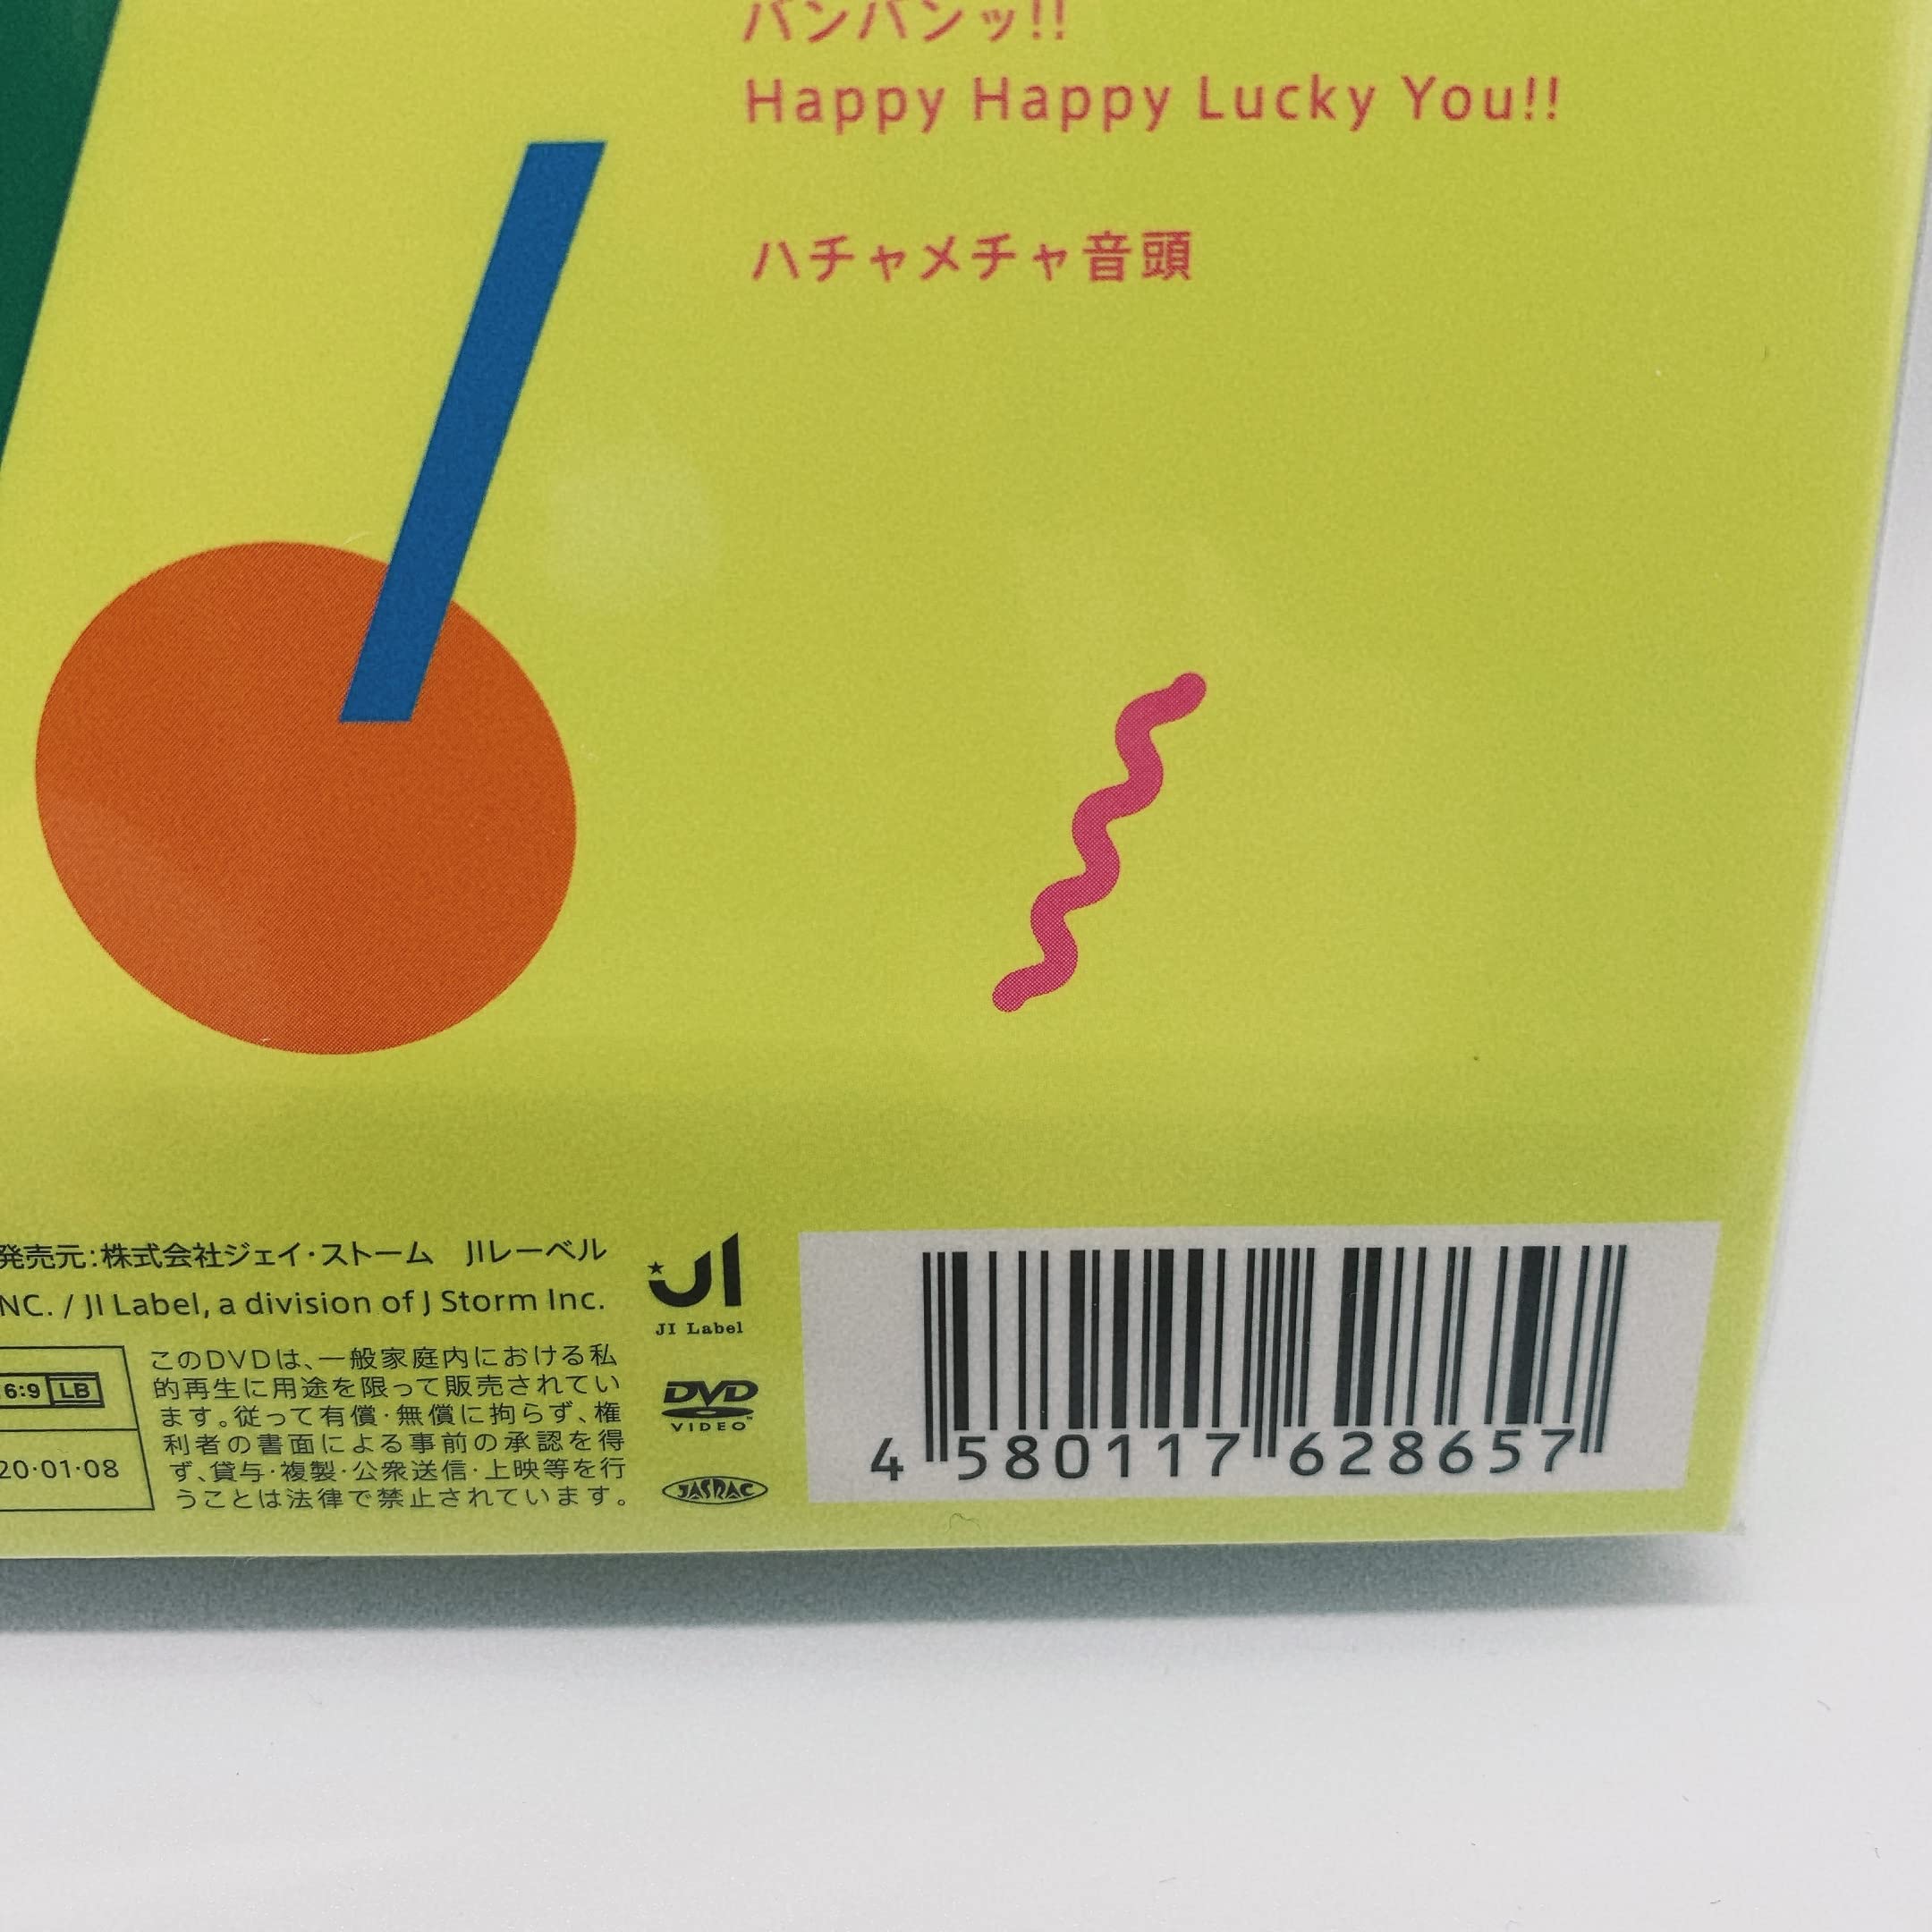 バンバンッ!!
Happy Happy Lucky You!!
ハチャメチャ音頭
発売元:株式会社ジェイ・ストーム JIレーベル
NC. / JI Label, a division of J Storm Inc.
JI
JI Label
6:9 LB
20・01・08
このDVDは、一般家庭内における私
的再生に用途を限って販売されてい
ます。従って有償・無償に拘らず、権
利者の書面による事前の承認を得
ず、貸与・複製・公衆送信・上映等を行
うことは法律で禁止されています。
DVD
VIDEO
JASRAC
4 580117 628657